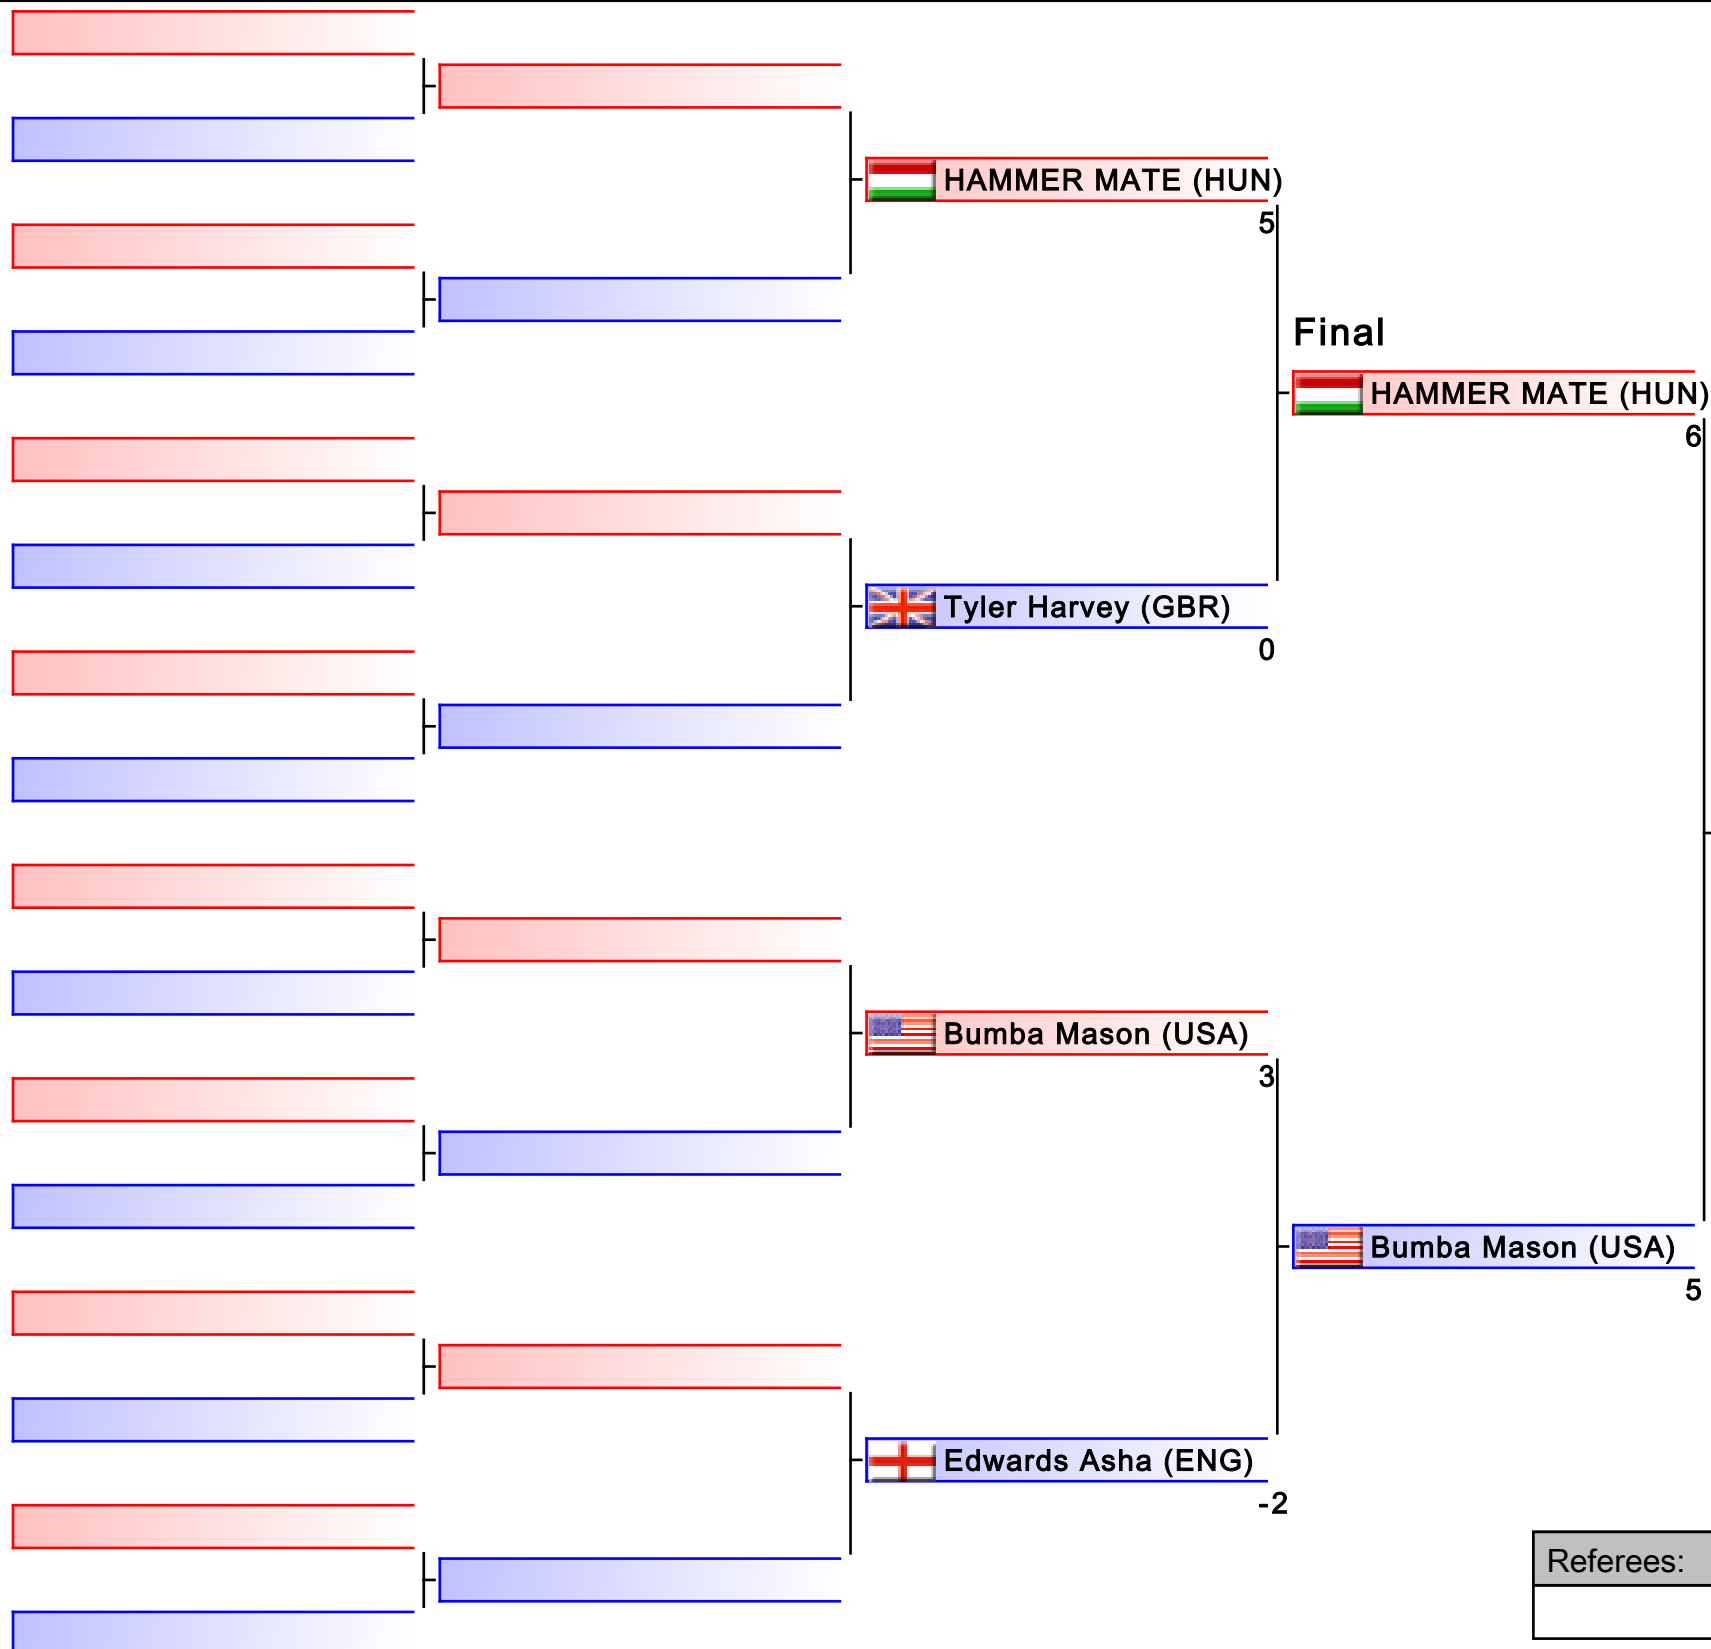 HAMMER MATE (HUN)
5
Final
HAMMER MATE (HUN)
6
Tyler Harvey (GBR)
0
Bumba Mason (USA)
3
Bumba Mason (USA)
5
Edwards Asha (ENG)
-2
Referees: